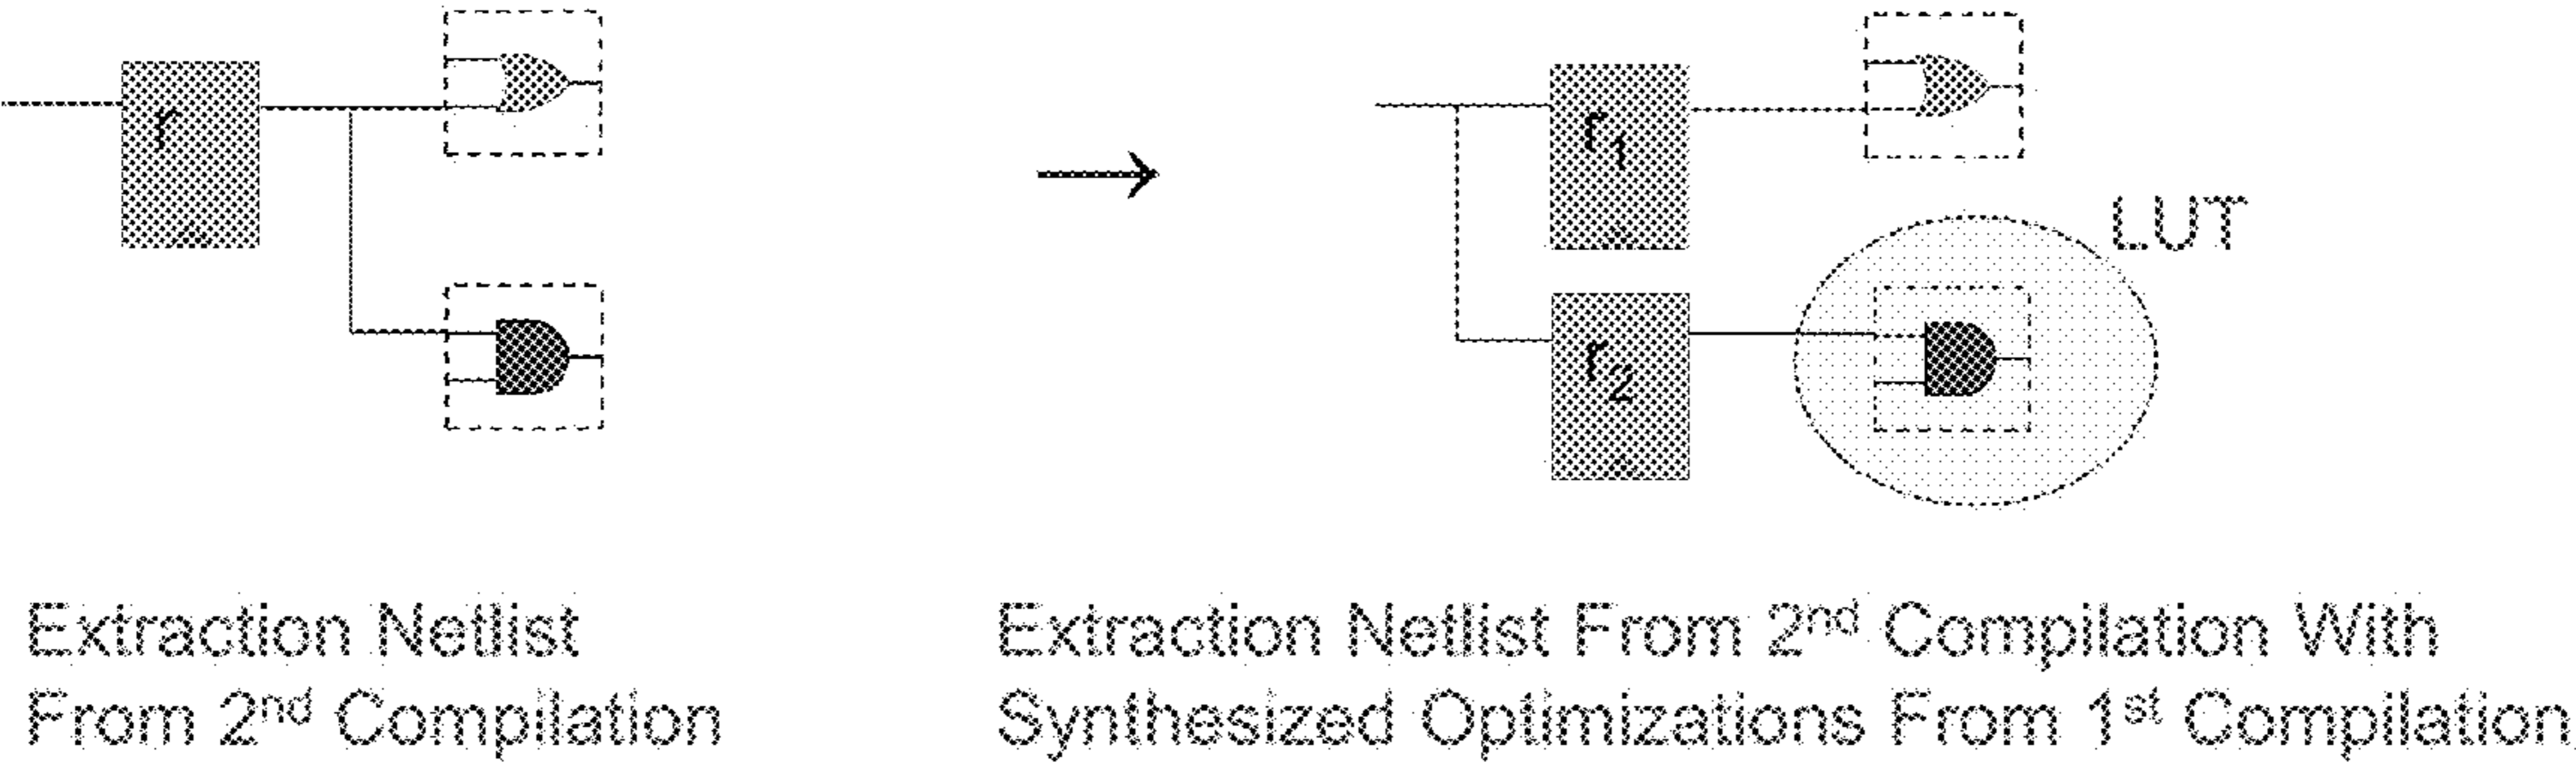 r
r1
LUT
r2
Extraction Netlist
From 2nd Compilation
Extraction Netlist From 2nd Compilation With
Synthesized Optimizations From 1st Compilation